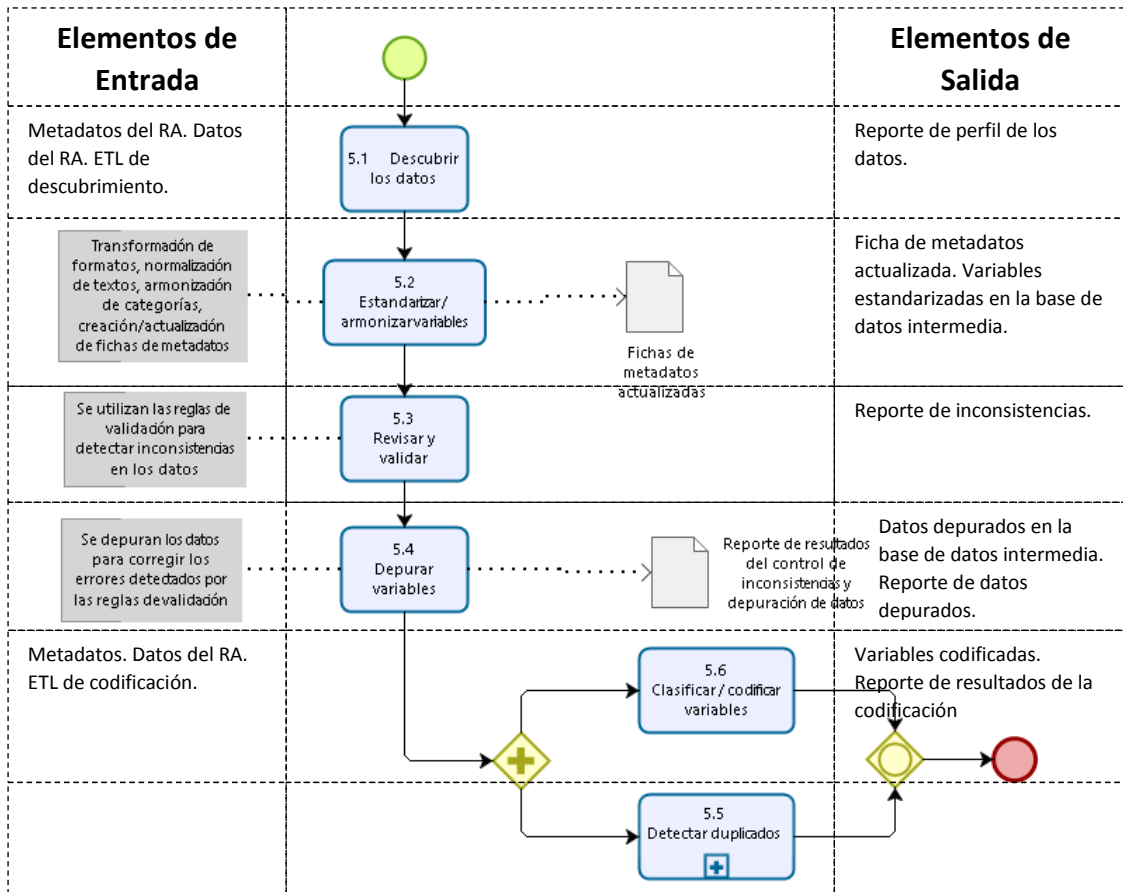 Elementos de
Entrada
Elementos de
Salida
Metadatos del RA. Datos
del RA. ETL de
descubrimiento.
5.1 Descubrir
los datos
Reporte de perfil de los
datos.
Transformación de
formatos, normalización
de textos, armonización
de categorías,
creación/actualización
de fichas de metadatos
5.2
Estandarizar/
armonizar variables
Fichas de
metadatos
actualizadas
Ficha de metadatos
actualizada. Variables
estandarizadas en la base de
datos intermedia.
Se utilizan las reglas de
validación para
detectar inconsistencias
en los datos
5.3
Revisar y
validar
Reporte de inconsistencias.
Se depuran los datos
para corregir los
errores detectados por
las reglas de validación
5.4
Depurar
variables
Reporte de resultados
del control de
inconsistencias y
depuración de datos
Datos depurados en la
base de datos intermedia.
Reporte de datos
depurados.
Metadatos. Datos del RA.
ETL de codificación.
5.6
Clasificar / codificar
variables
Variables codificadas.
Reporte de resultados de la
codificación
5.5
Detectar duplicados